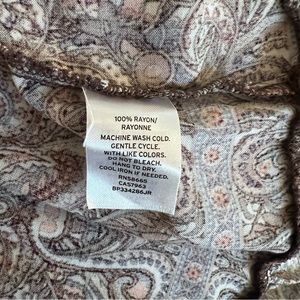 100% RAYON/
RAYONNE
MACHINE WASH COLD.
GENTLE CYCLE.
WITH LIKE COLORS.
DO NOT BLEACH.
HANG TO DRY.
COOL IRON IF NEEDED.
RN58665
CA57963
BP334286JR